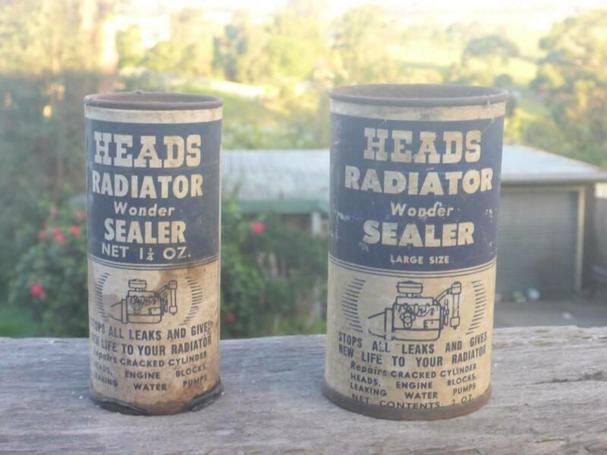 HEADS
RADIATOR
Wonder
SEALER
NET 1¼ OZ.
STOPS ALL LEAKS AND GIVES
NEW LIFE TO YOUR RADIATOR
Repairs CRACKED CYLINDER
HEADS, ENGINE BLOCKS,
LEAKING WATER PUMPS
HEADS
RADIATOR
Wonder
SEALER
LARGE SIZE
STOPS ALL LEAKS AND GIVES
NEW LIFE TO YOUR RADIATOR
Repairs CRACKED CYLINDER
HEADS, ENGINE BLOCKS,
LEAKING WATER PUMPS
NET CONTENTS OZ.